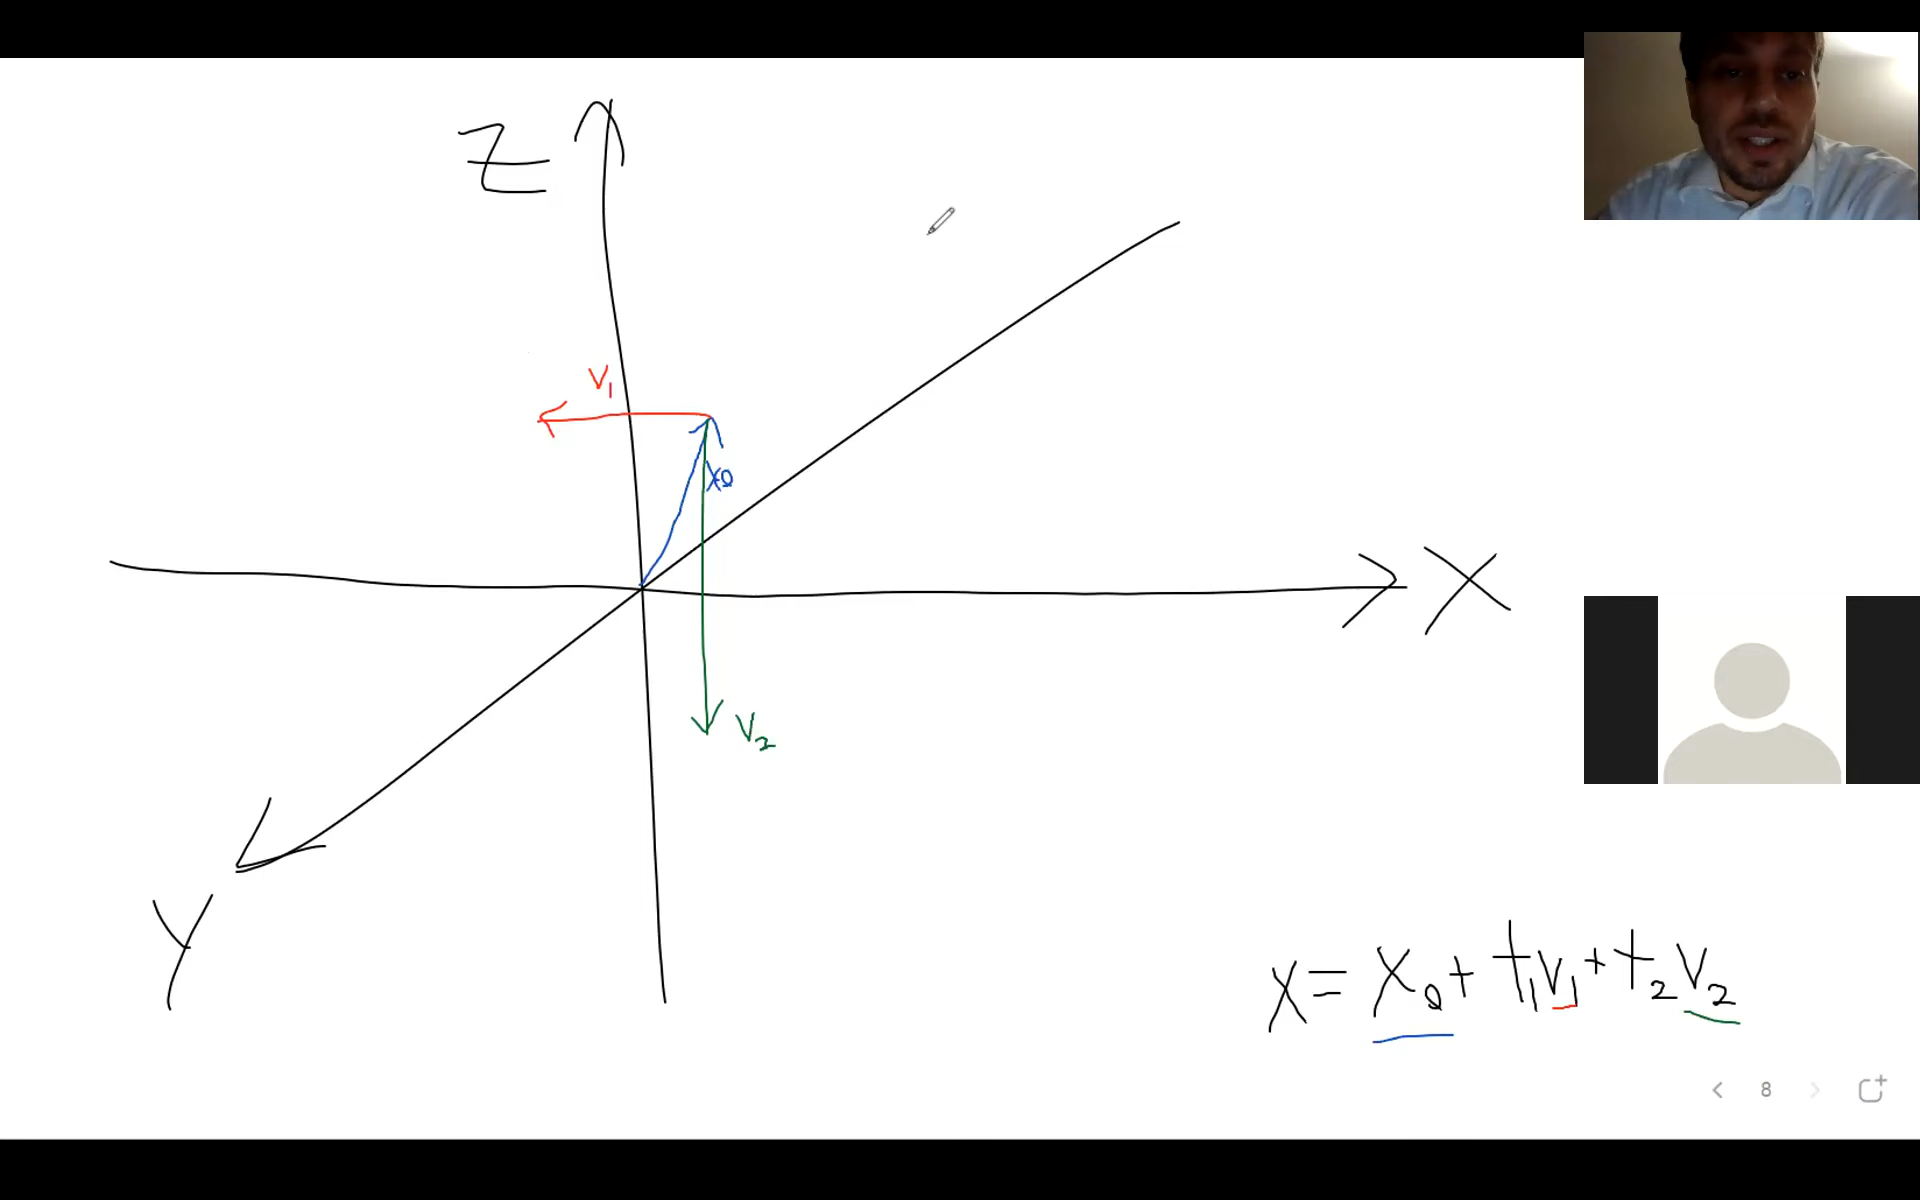 Z
V₁
X₀
X
V₂
Y
X = X₀ + t₁V₁ + t₂V₂
8